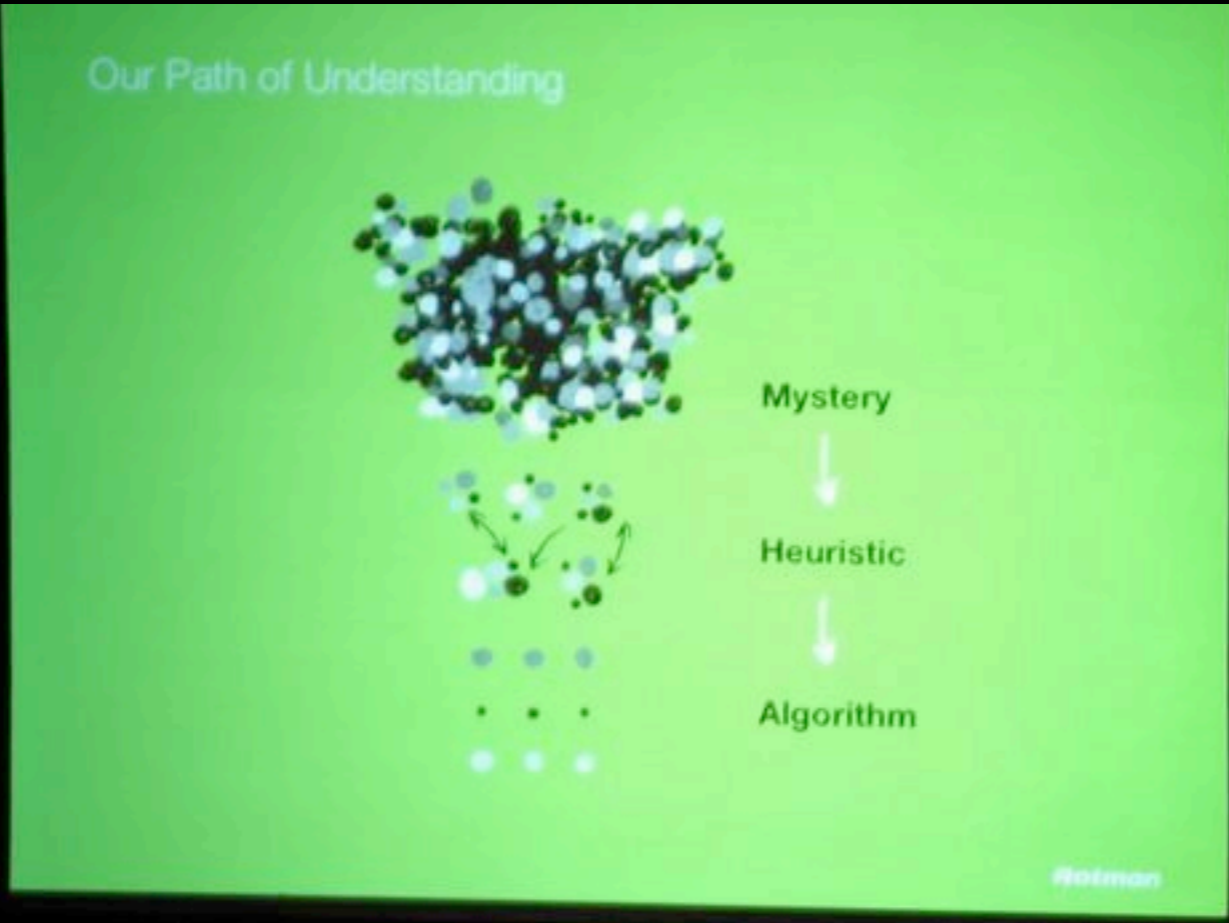 Our Path of Understanding
Mystery
Heuristic
Algorithm
Rotman